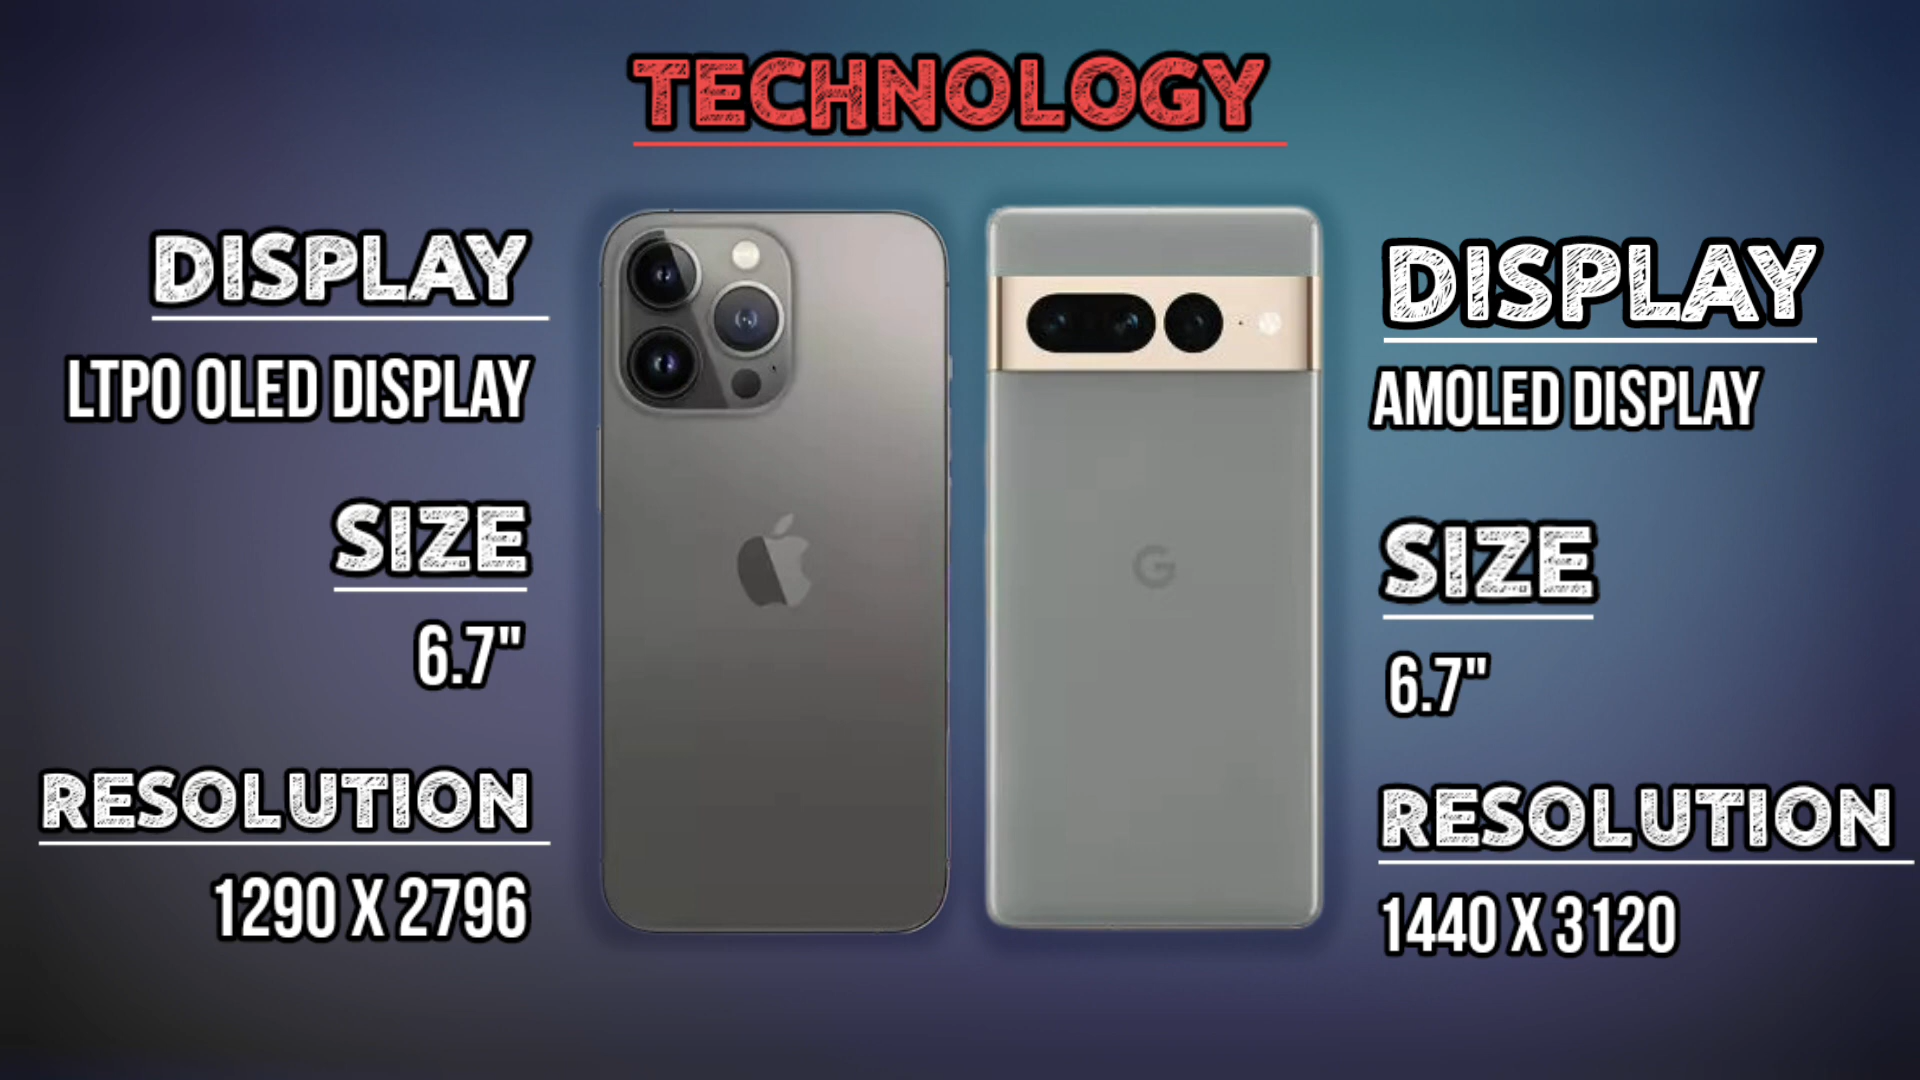 TECHNOLOGY
DISPLAY
LTPO OLED DISPLAY
SIZE
6.7"
RESOLUTION
1290 X 2796
DISPLAY
AMOLED DISPLAY
SIZE
6.7"
RESOLUTION
1440 X 3120
G